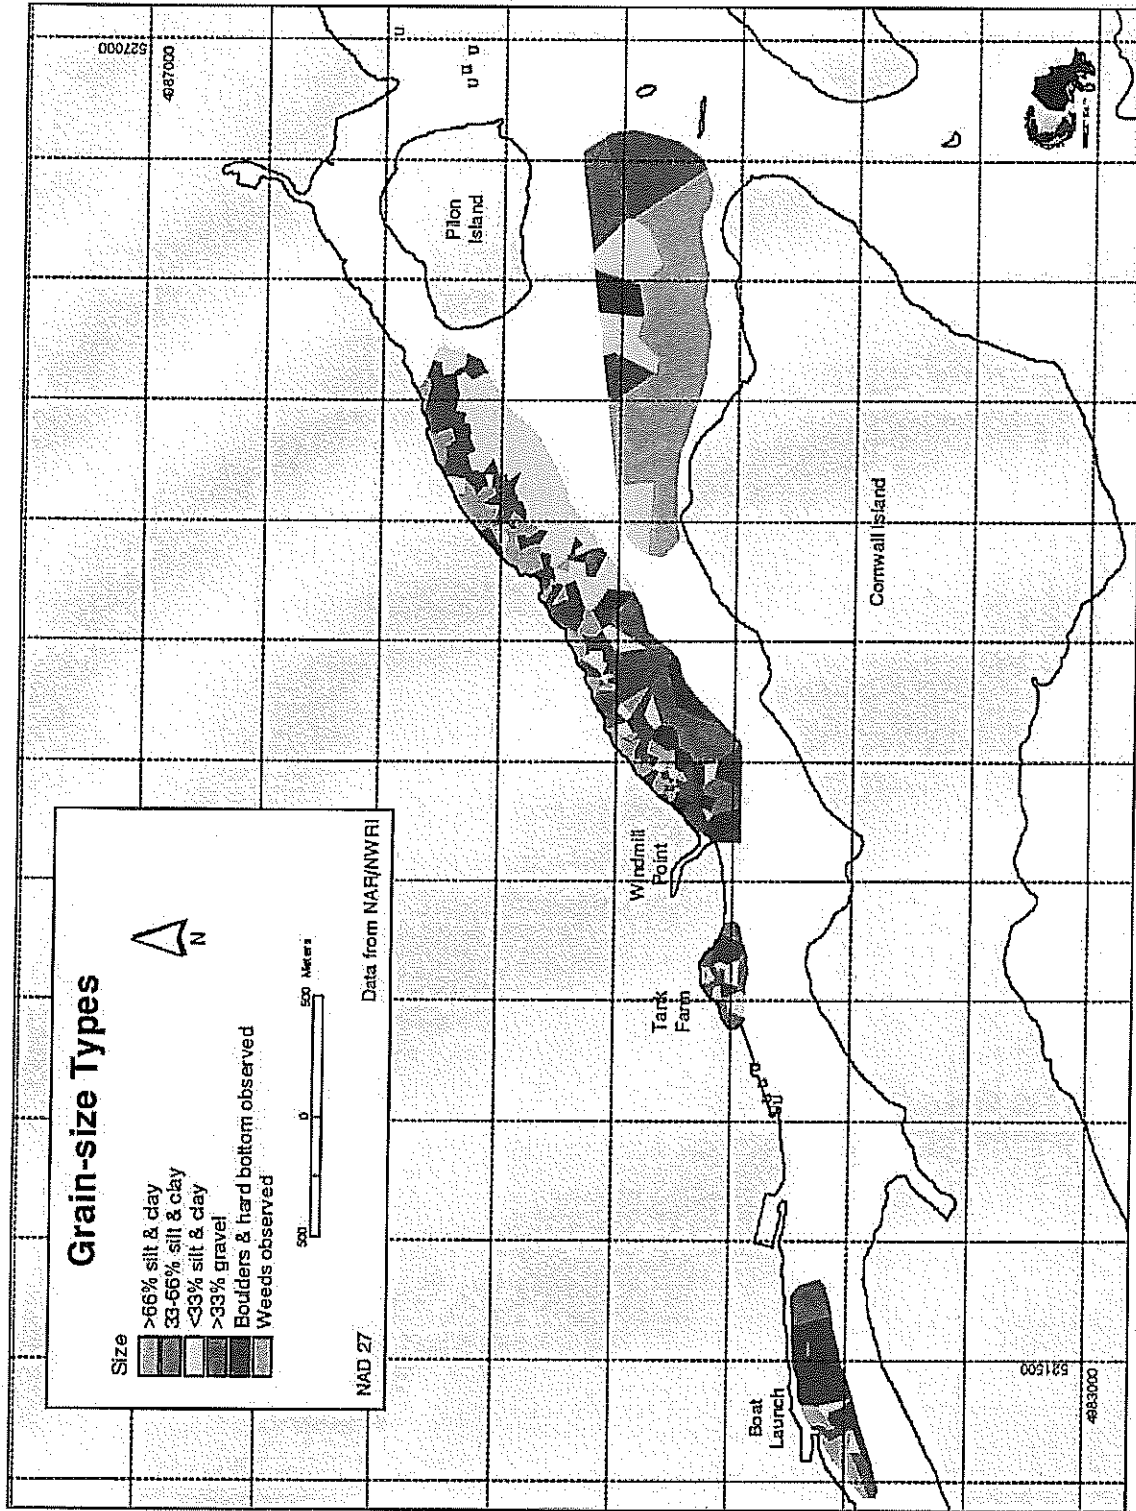 Grain-size Types
Size
>66% silt & clay
33-66% silt & clay
<33% silt & clay
>33% gravel
Boulders & hard bottom observed
Weeds observed
N
500
0
500 Meters
NAD 27
Data from NAR/NWRI
527000
4987000
Pilon
Island
Windmill
Point
Tank
Farm
Cornwall Island
Boat
Launch
521500
4983000